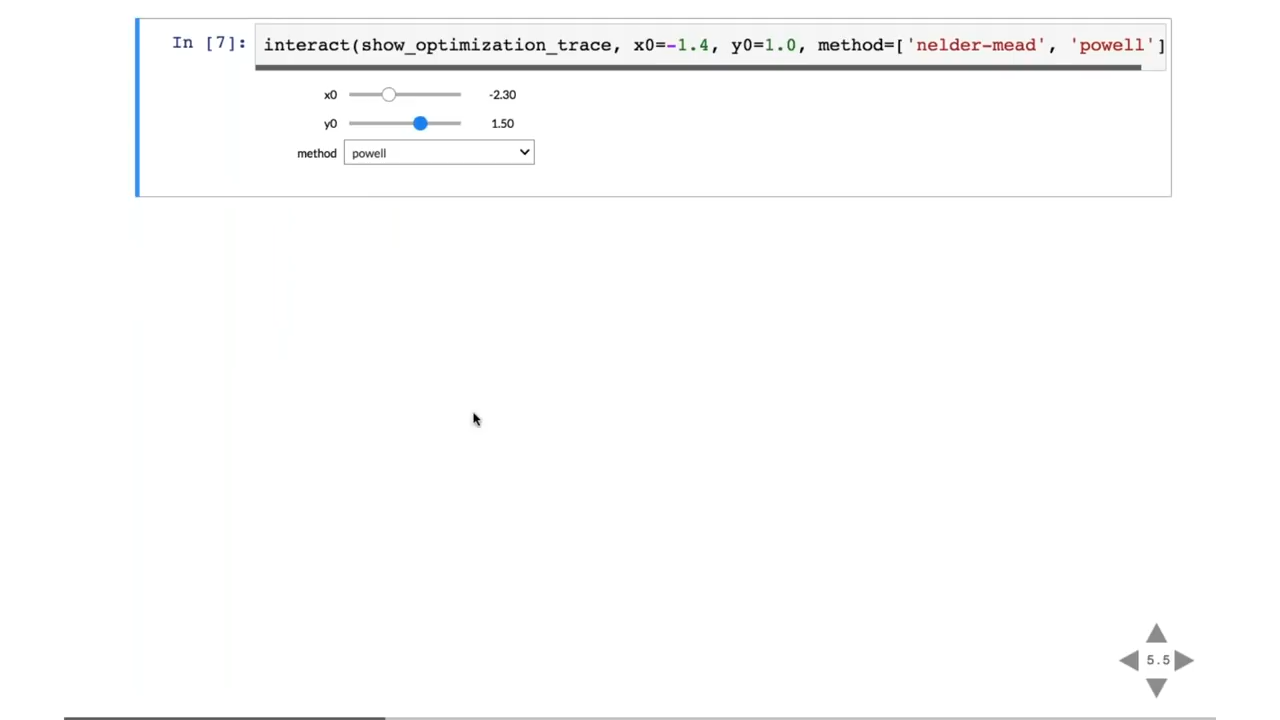 In [7]: interact(show_optimization_trace, x0=-1.4, y0=1.0, method=['nelder-mead', 'powell']
x0 -2.30
y0 1.50
method powell
5.5